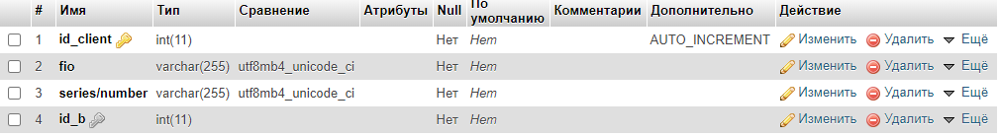 # Имя Тип Сравнение Атрибуты Null По умолчанию Комментарии Дополнительно Действие
1 id_client int(11) Нет Нет AUTO_INCREMENT Изменить Удалить Ещё
2 fio varchar(255) utf8mb4_unicode_ci Нет Нет Изменить Удалить Ещё
3 series/number varchar(255) utf8mb4_unicode_ci Нет Нет Изменить Удалить Ещё
4 id_b int(11) Нет Нет Изменить Удалить Ещё